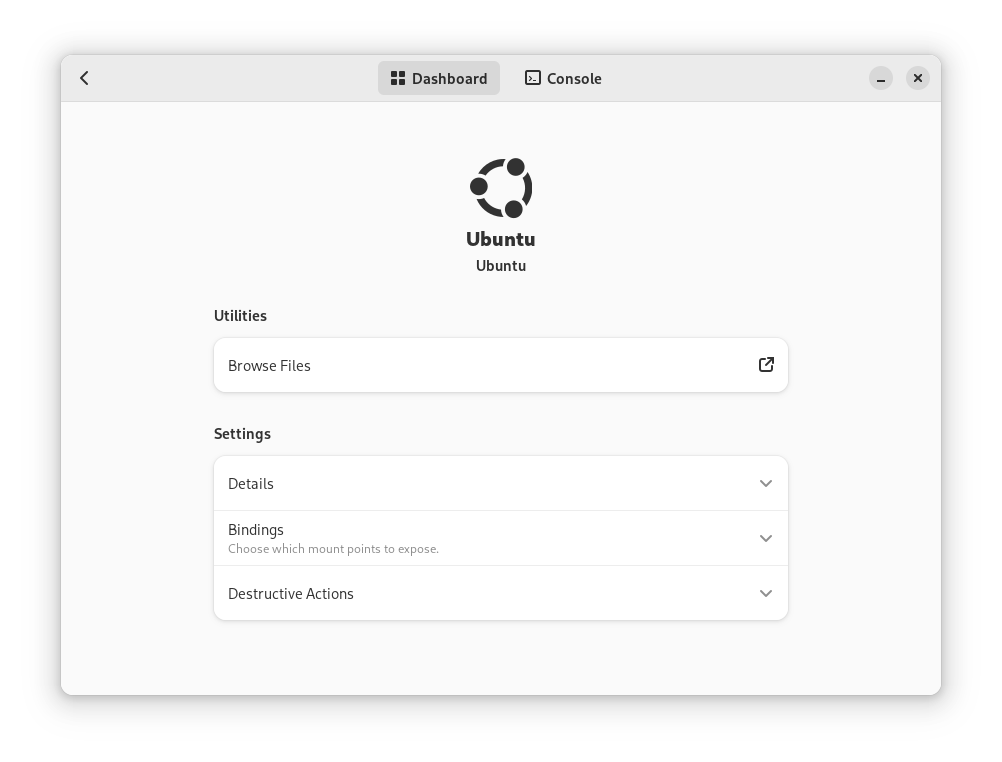 Dashboard
Console
Ubuntu
Ubuntu
Utilities
Browse Files
Settings
Details
Bindings
Choose which mount points to expose.
Destructive Actions